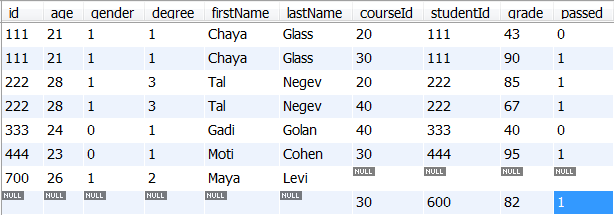 id age gender degree firstName lastName courseId studentId grade passed
111 21 1 1 Chaya Glass 20 111 43 0
111 21 1 1 Chaya Glass 30 111 90 1
222 28 1 3 Tal Negev 20 222 85 1
222 28 1 3 Tal Negev 40 222 67 1
333 24 0 1 Gadi Golan 40 333 40 0
444 23 0 1 Moti Cohen 30 444 95 1
700 26 1 2 Maya Levi NULL NULL NULL NULL
NULL NULL NULL NULL NULL NULL 30 600 82 1